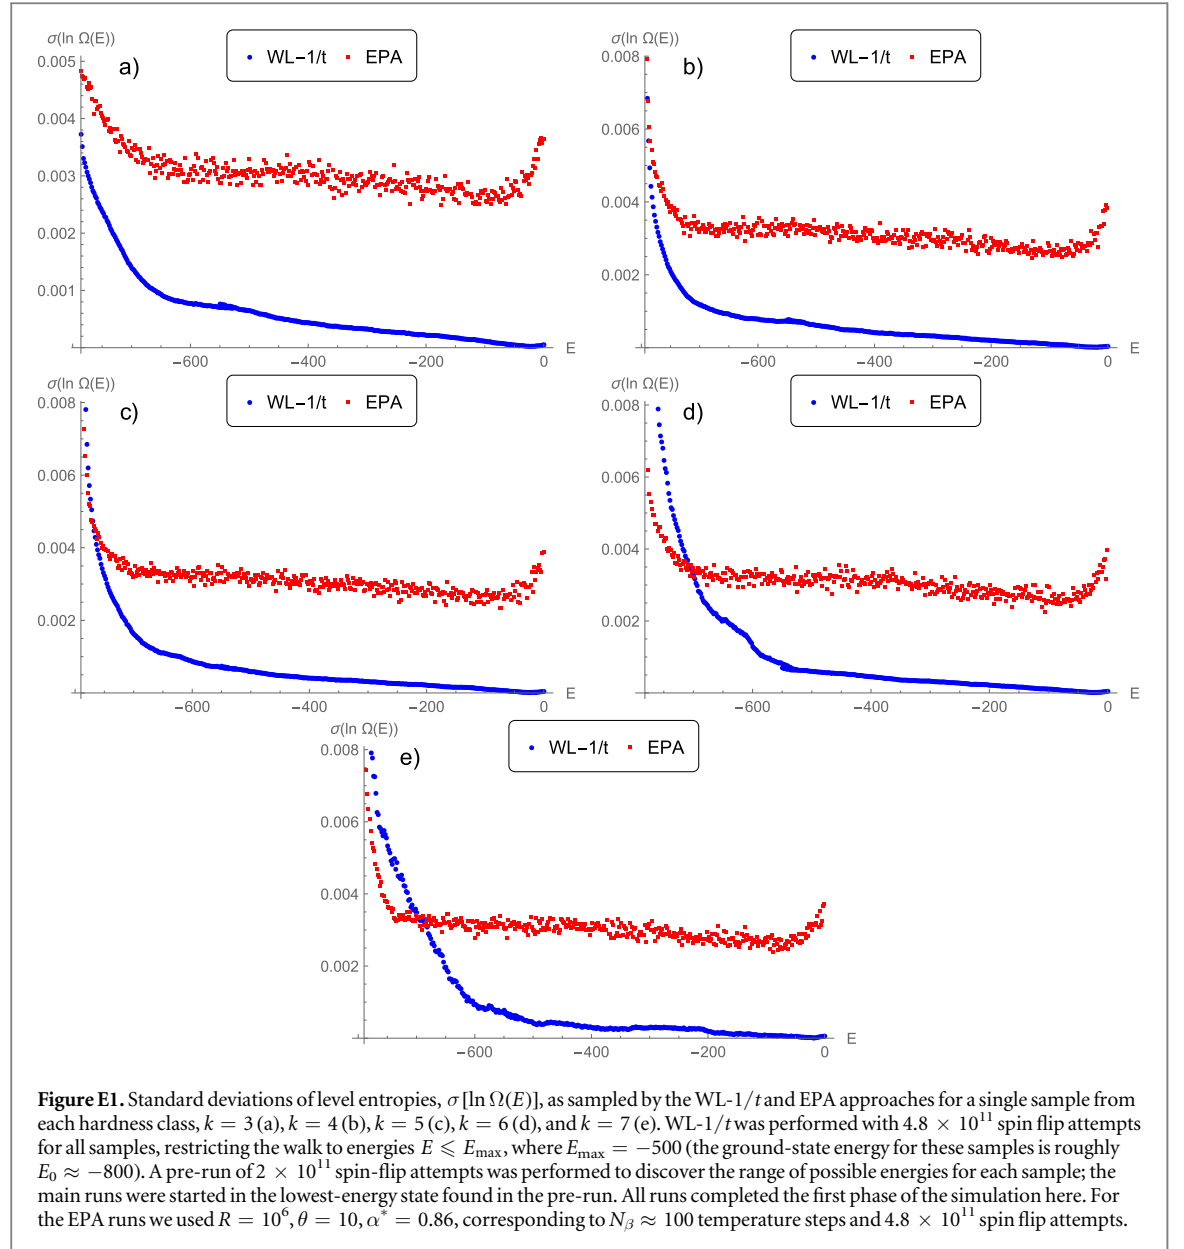 σ(ln Ω(E))
WL−1/t EPA
a)
0.005
0.004
0.003
0.002
0.001
−600 −400 −200 0 E
WL−1/t EPA
b)
0.008
0.006
0.004
0.002
−600 −400 −200 0 E
σ(ln Ω(E))
WL−1/t EPA
c)
0.008
0.006
0.004
0.002
−600 −400 −200 0 E
σ(ln Ω(E))
WL−1/t EPA
d)
0.008
0.006
0.004
0.002
−600 −400 −200 0 E
σ(ln Ω(E))
WL−1/t EPA
e)
0.008
0.006
0.004
0.002
−600 −400 −200 0 E
σ(ln Ω(E))
Figure E1. Standard deviations of level entropies, σ[ln Ω(E)], as sampled by the WL-1/t and EPA approaches for a single sample from
each hardness class, k = 3 (a), k = 4 (b), k = 5 (c), k = 6 (d), and k = 7 (e). WL-1/t was performed with 4.8 × 10¹¹ spin flip attempts
for all samples, restricting the walk to energies E ⩽ Eₘₐₓ, where Eₘₐₓ = −500 (the ground-state energy for these samples is roughly
E₀ ≈ −800). A pre-run of 2 × 10¹¹ spin-flip attempts was performed to discover the range of possible energies for each sample; the
main runs were started in the lowest-energy state found in the pre-run. All runs completed the first phase of the simulation here. For
the EPA runs we used R = 10⁶, θ = 10, α* = 0.86, corresponding to Nᵦ ≈ 100 temperature steps and 4.8 × 10¹¹ spin flip attempts.